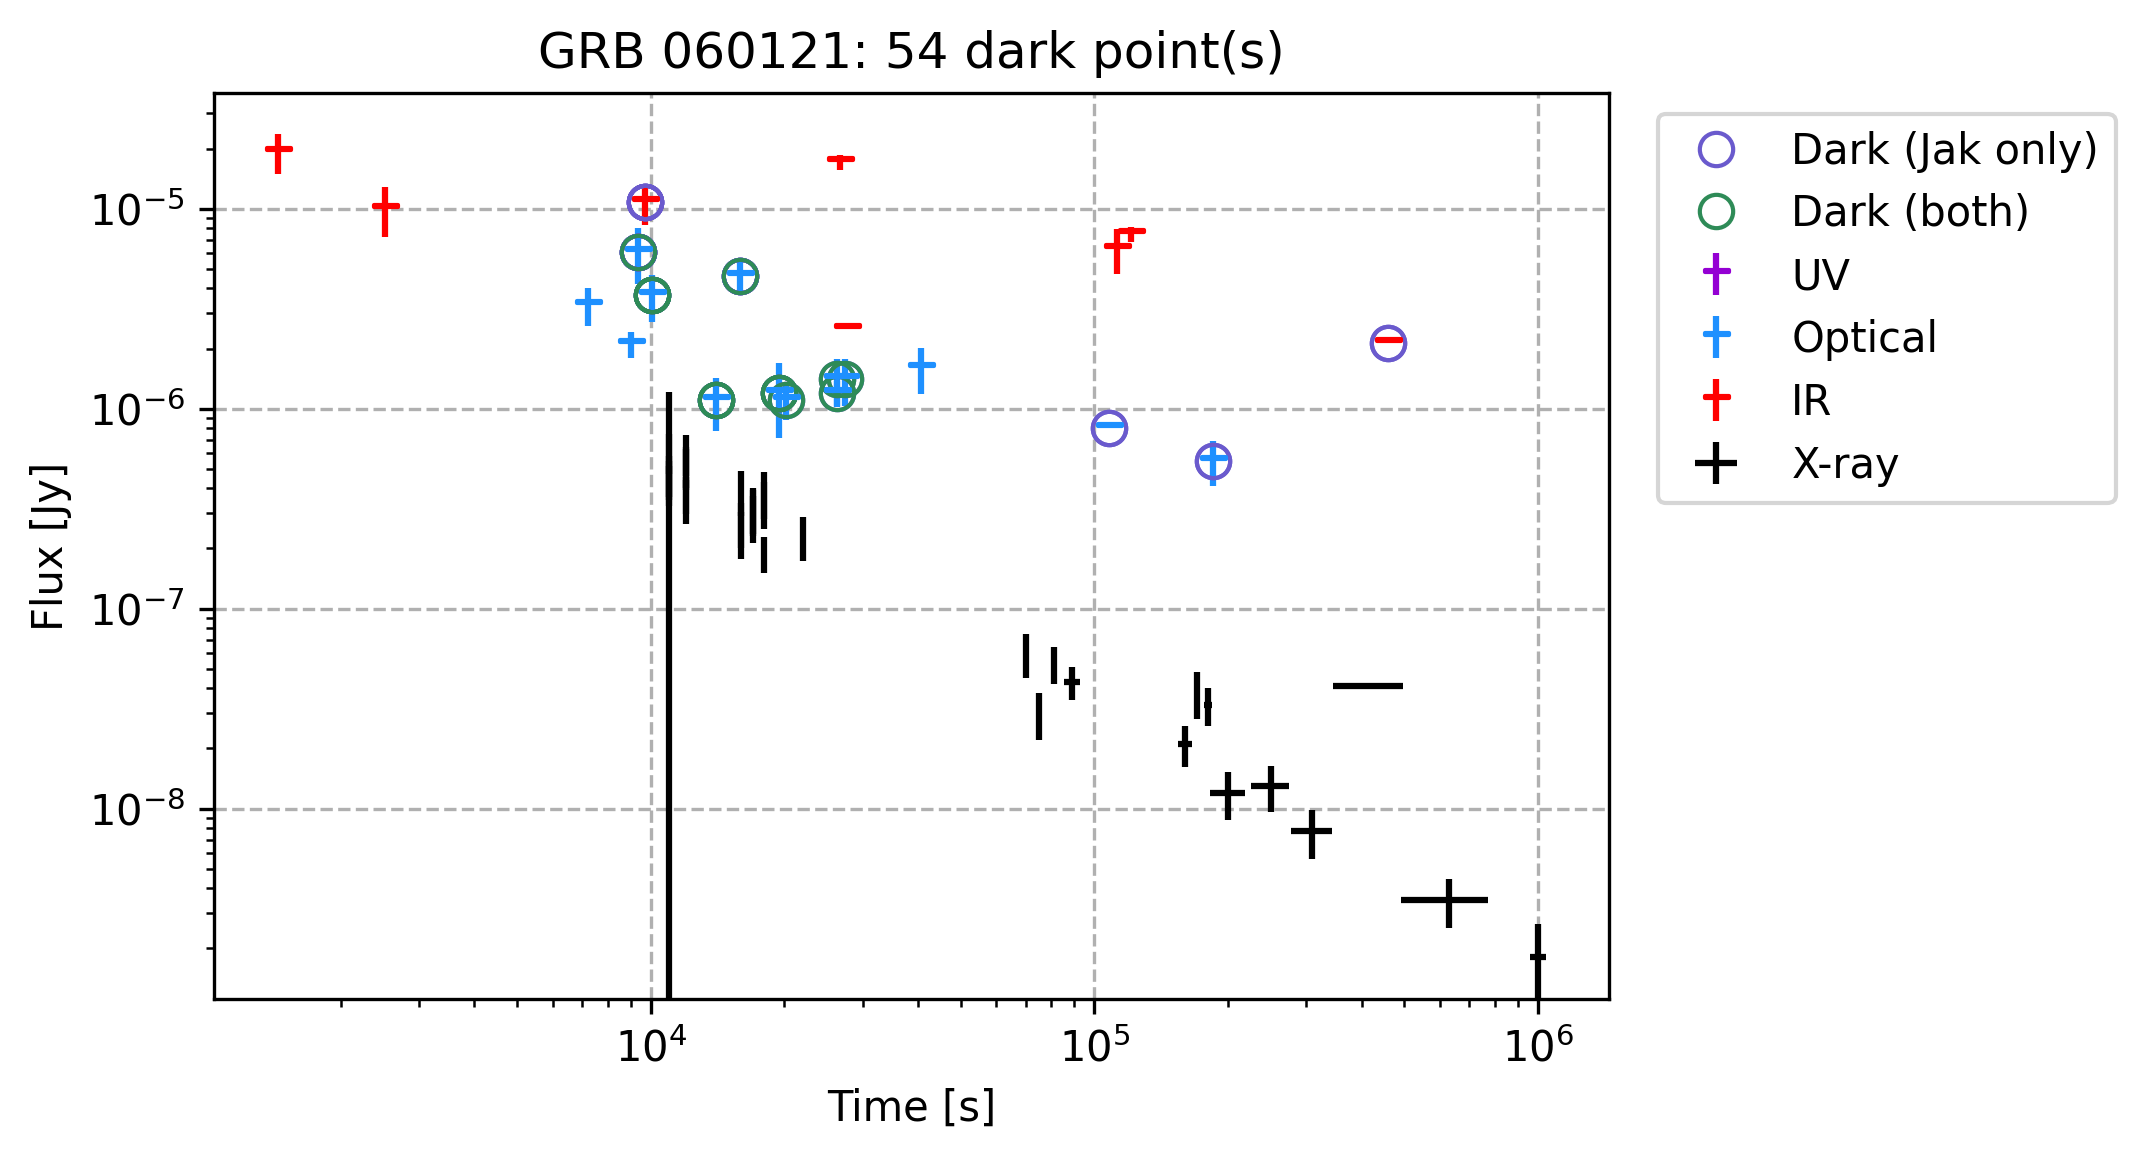 GRB 060121: 54 dark point(s)
Flux [Jy]
10⁻⁵
10⁻⁶
10⁻⁷
10⁻⁸
10⁴ 10⁵ 10⁶
Time [s]
Dark (Jak only)
Dark (both)
UV
Optical
IR
X-ray